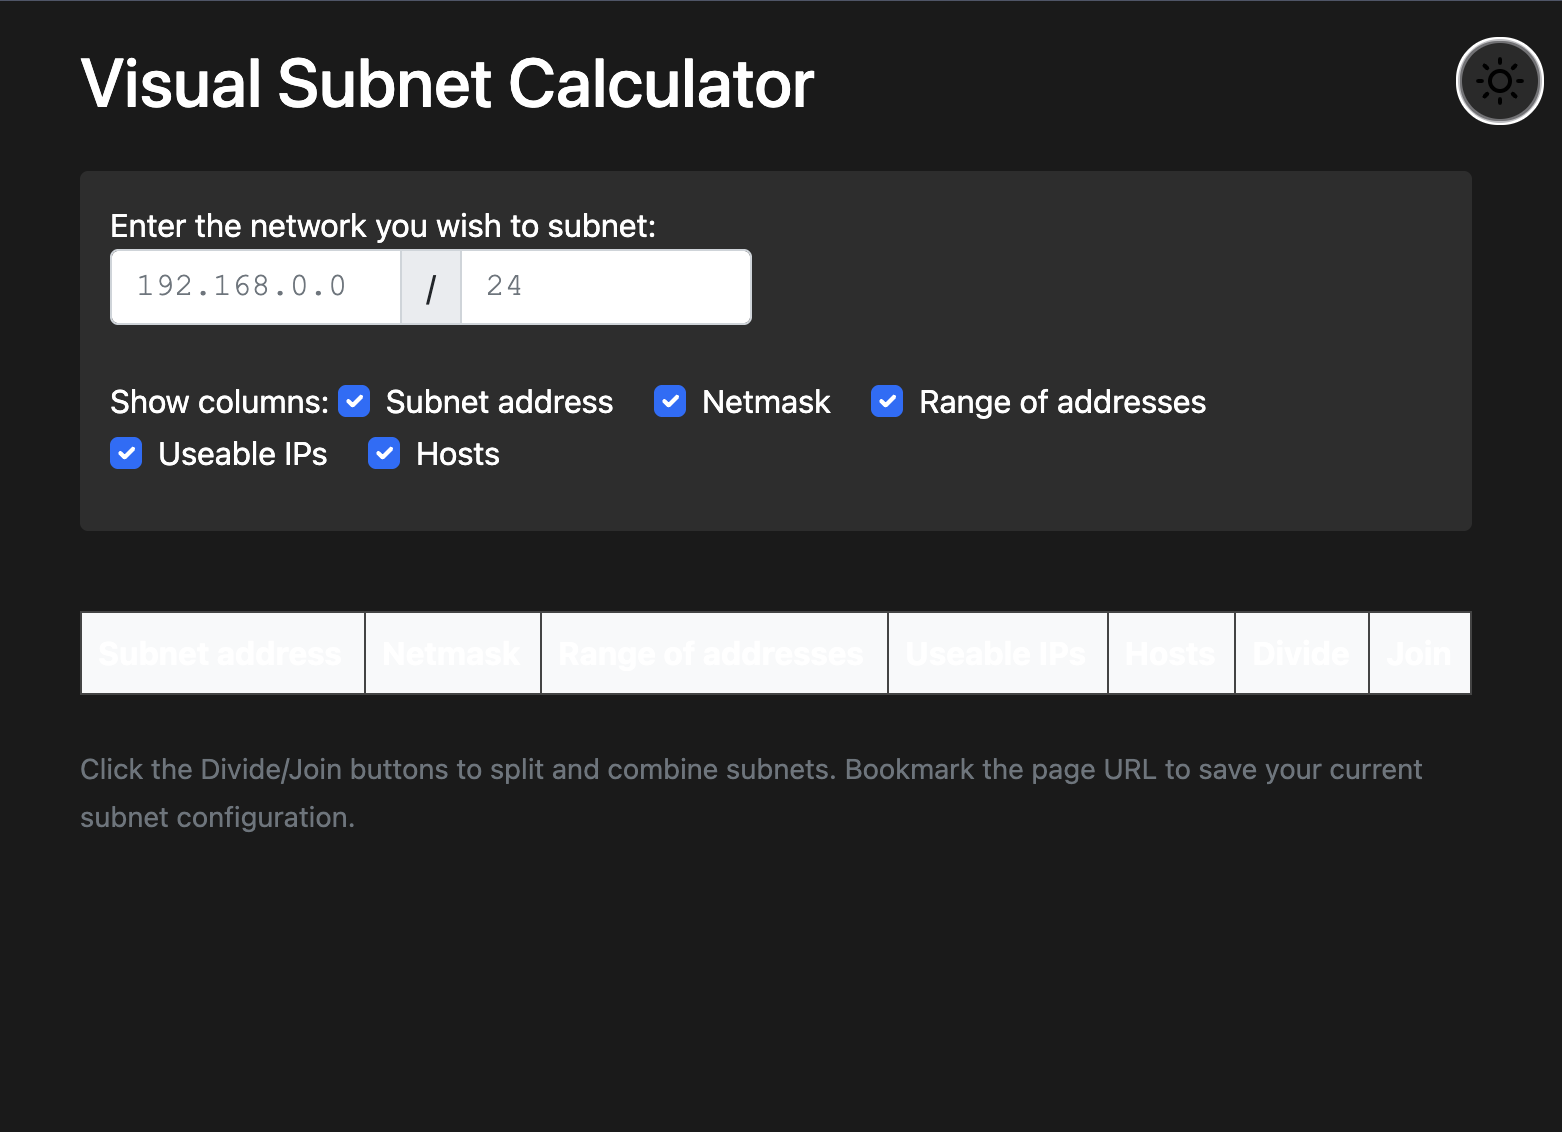 Visual Subnet Calculator
Enter the network you wish to subnet:
192.168.0.0 / 24
Show columns: Subnet address Netmask Range of addresses
Useable IPs Hosts
Subnet address Netmask Range of addresses Useable IPs Hosts Divide Join
Click the Divide/Join buttons to split and combine subnets. Bookmark the page URL to save your current
subnet configuration.